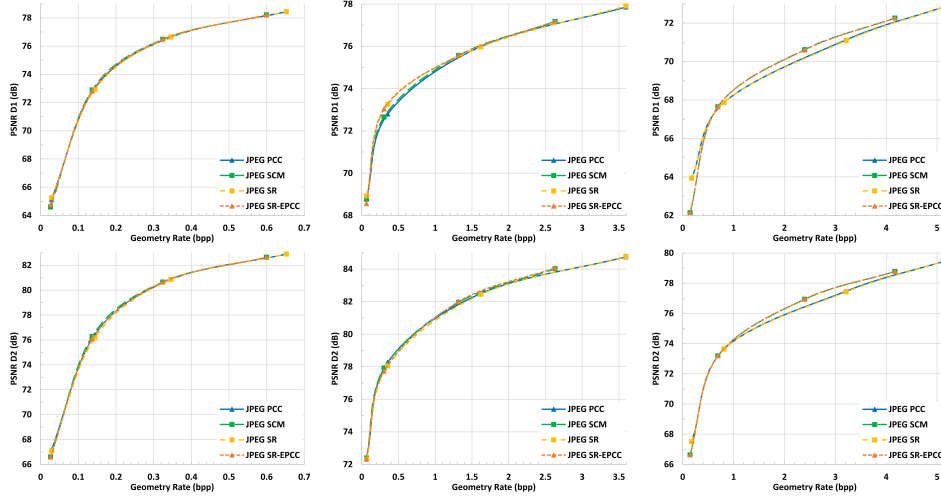 PSNR D1 (dB)
80
78
76
74
72
70
68
66
64
0
0.1
0.2
0.3
0.4
0.5
0.6
0.7
Geometry Rate (bpp)
JPEG PCC
JPEG SCM
JPEG SR
JPEG SR-EPCC
PSNR D1 (dB)
78
76
74
72
70
68
0
0.5
1
1.5
2
2.5
3
3.5
Geometry Rate (bpp)
JPEG PCC
JPEG SCM
JPEG SR
JPEG SR-EPCC
PSNR D1 (dB)
72
70
68
66
64
62
0
1
2
3
4
5
Geometry Rate (bpp)
JPEG PCC
JPEG SCM
JPEG SR
JPEG SR-EPCC
PSNR D2 (dB)
82
80
78
76
74
72
70
68
66
0
0.1
0.2
0.3
0.4
0.5
0.6
0.7
Geometry Rate (bpp)
JPEG PCC
JPEG SCM
JPEG SR
JPEG SR-EPCC
PSNR D2 (dB)
84
82
80
78
76
74
72
0
0.5
1
1.5
2
2.5
3
3.5
Geometry Rate (bpp)
JPEG PCC
JPEG SCM
JPEG SR
JPEG SR-EPCC
PSNR D2 (dB)
80
78
76
74
72
70
68
66
0
1
2
3
4
5
Geometry Rate (bpp)
JPEG PCC
JPEG SCM
JPEG SR
JPEG SR-EPCC